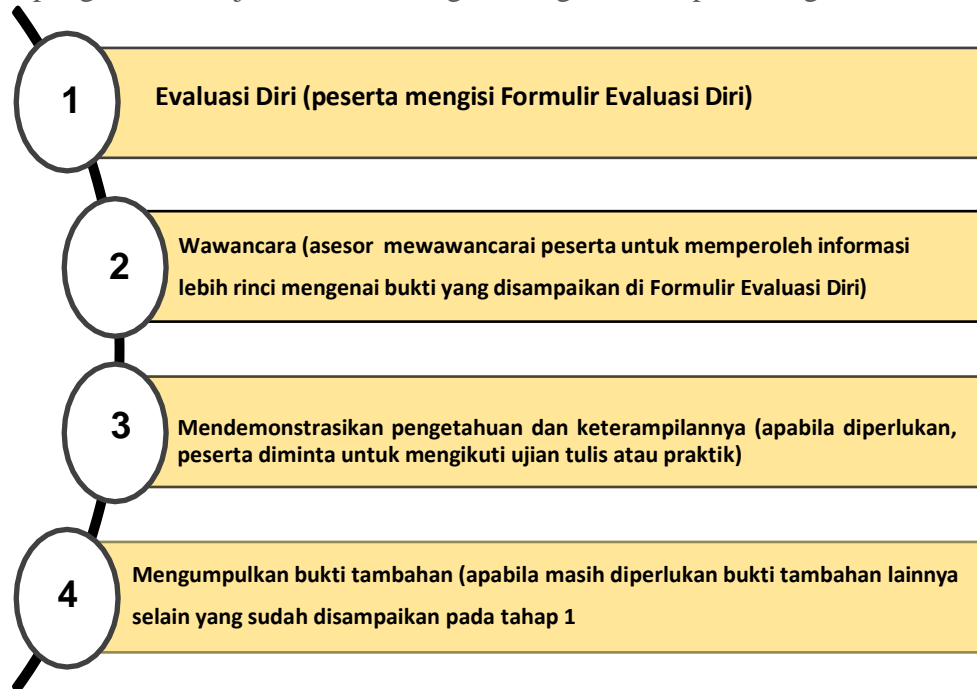 1
Evaluasi Diri (peserta mengisi Formulir Evaluasi Diri)
2
Wawancara (asesor mewawancarai peserta untuk memperoleh informasi
lebih rinci mengenai bukti yang disampaikan di Formulir Evaluasi Diri)
3
Mendemonstrasikan pengetahuan dan keterampilannya (apabila diperlukan,
peserta diminta untuk mengikuti ujian tulis atau praktik)
4
Mengumpulkan bukti tambahan (apabila masih diperlukan bukti tambahan lainnya
selain yang sudah disampaikan pada tahap 1